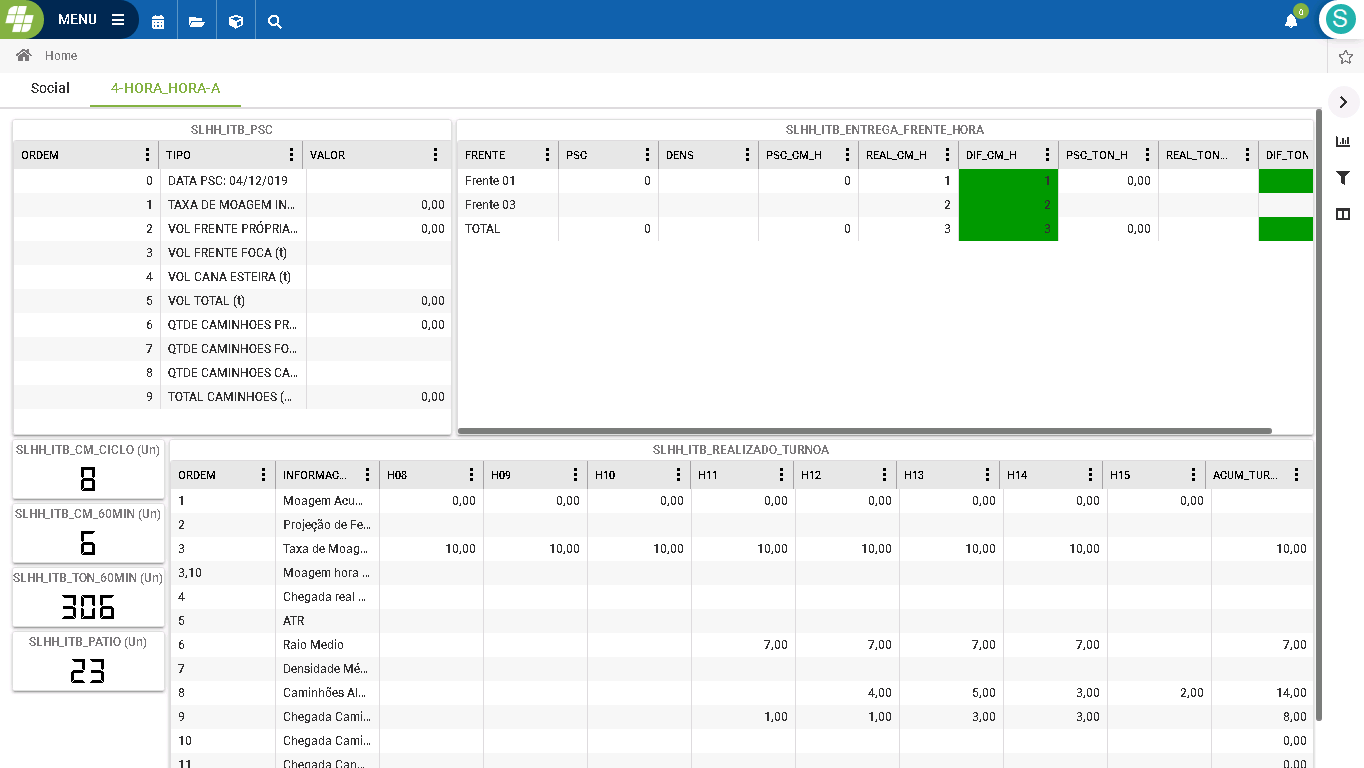 MENU
0
S
Home
Social
4-HORA_HORA-A
SLHH_ITB_PSC
ORDEM TIPO VALOR
0 DATA PSC: 04/12/019
1 TAXA DE MOAGEM IN... 0,00
2 VOL FRENTE PRÓPRIA... 0,00
3 VOL FRENTE FOCA (t)
4 VOL CANA ESTEIRA (t)
5 VOL TOTAL (t) 0,00
6 QTDE CAMINHOES PR... 0,00
7 QTDE CAMINHOES FO...
8 QTDE CAMINHOES CA...
9 TOTAL CAMINHOES (... 0,00
SLHH_ITB_ENTREGA_FRENTE_HORA
FRENTE PSC DENS PSC_CM_H REAL_CM_H DIF_CM_H PSC_TON_H REAL_TON... DIF_TON
Frente 01 0 0 1 1 0,00
Frente 03 2 2
TOTAL 0 0 3 3 0,00
SLHH_ITB_CM_CICLO (Un)
8
SLHH_ITB_CM_60MIN (Un)
6
SLHH_ITB_TON_60MIN (Un)
306
SLHH_ITB_PATIO (Un)
23
SLHH_ITB_REALIZADO_TURNOA
ORDEM INFORMAC... H08 H09 H10 H11 H12 H13 H14 H15 AGUM_TUR...
1 Moagem Acu... 0,00 0,00 0,00 0,00 0,00 0,00 0,00 0,00
2 Projeção de Fe...
3 Taxa de Moag... 10,00 10,00 10,00 10,00 10,00 10,00 10,00 10,00
3,10 Moagem hora ...
4 Chegada real ...
5 ATR
6 Raio Medio 7,00 7,00 7,00 7,00 7,00
7 Densidade Mé...
8 Caminhões Al... 4,00 5,00 3,00 2,00 14,00
9 Chegada Cami... 1,00 1,00 3,00 3,00 8,00
10 Chegada Cami... 0,00
11 Chegada Can... 0,00